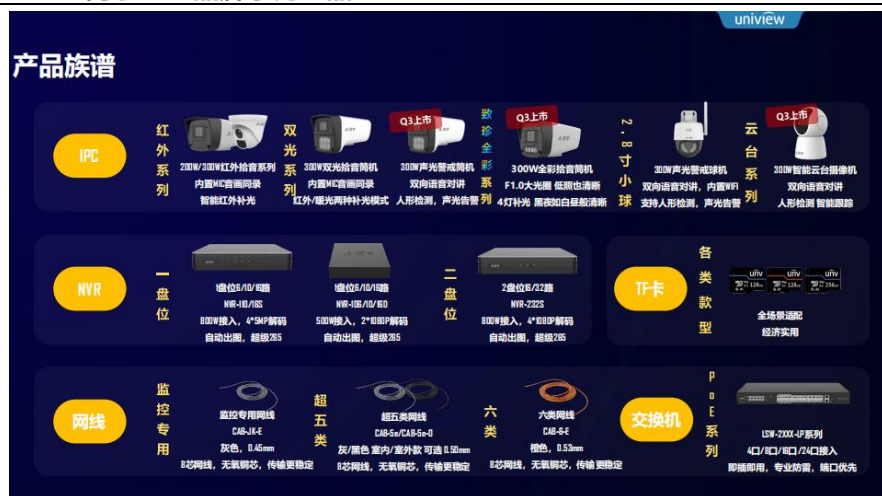 uniview
产品族谱
IPC
红外系列
200W/300W红外拾音系列
内置MIC音画同录
智能红外补光
双光系列
300W双光拾音筒机
内置MIC音画同录
红外/暖光两种补光模式
Q3上市
300W声光警戒筒机
双向语音对讲
人形检测,声光告警
致珍全彩系列
Q3上市
300W全彩拾音筒机
F1.0大光圈 低照也清晰
4灯补光 黑夜如白昼般清晰
2.8寸小球
300W声光警戒球机
双向语音对讲,内置WIFI
支持人形检测,声光告警
云台系列
Q3上市
300W智能云台摄像机
双向语音对讲
人形检测 智能跟踪
NVR
一盘位
1盘位6/10/16路
NVR-110/16S
800W接入,4*5MP解码
自动出图,超级265
1盘位6/10/16路
NVR-106/10/160
500W接入,2*1080P解码
自动出图,超级265
二盘位
2盘位16/32路
NVR-232S
800W接入,4*1080P解码
自动出图,超级265
TF卡
各类款型
unv
unv
unv
全场景适配
经济实用
网线
监控专用
监控专用网线
CAB-JK-E
灰色,0.45mm
8芯网线,无氧铜芯,传输更稳定
超五类
超五类网线
CAB-5e/CAB-5e-O
灰/黑色 室内/室外款 可选 0.50mm
8芯网线,无氧铜芯,传输更稳定
六类
六类网线
CAB-6-E
橙色,0.53mm
8芯网线,无氧铜芯,传输更稳定
交换机
PoE系列
LSW-2XXX-LP系列
4口/8口/16口/24口接入
即插即用,专业防雷,端口优先